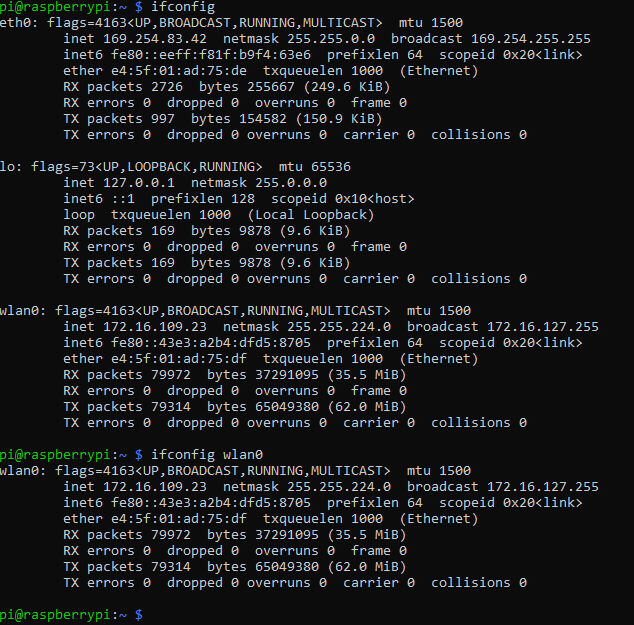 pi@raspberrypi:~ $ ifconfig
eth0: flags=4163<UP,BROADCAST,RUNNING,MULTICAST>  mtu 1500
        inet 169.254.83.42  netmask 255.255.0.0  broadcast 169.254.255.255
        inet6 fe80::eeff:f81f:b9f4:63e6  prefixlen 64  scopeid 0x20<link>
        ether e4:5f:01:ad:75:de  txqueuelen 1000  (Ethernet)
        RX packets 2726  bytes 255667 (249.6 KiB)
        RX errors 0  dropped 0  overruns 0  frame 0
        TX packets 997  bytes 154582 (150.9 KiB)
        TX errors 0  dropped 0 overruns 0  carrier 0  collisions 0

lo: flags=73<UP,LOOPBACK,RUNNING>  mtu 65536
        inet 127.0.0.1  netmask 255.0.0.0
        inet6 ::1  prefixlen 128  scopeid 0x10<host>
        loop  txqueuelen 1000  (Local Loopback)
        RX packets 169  bytes 9878 (9.6 KiB)
        RX errors 0  dropped 0  overruns 0  frame 0
        TX packets 169  bytes 9878 (9.6 KiB)
        TX errors 0  dropped 0 overruns 0  carrier 0  collisions 0

wlan0: flags=4163<UP,BROADCAST,RUNNING,MULTICAST>  mtu 1500
        inet 172.16.109.23  netmask 255.255.224.0  broadcast 172.16.127.255
        inet6 fe80::43e3:a2b4:dfd5:8705  prefixlen 64  scopeid 0x20<link>
        ether e4:5f:01:ad:75:df  txqueuelen 1000  (Ethernet)
        RX packets 79972  bytes 37291095 (35.5 MiB)
        RX errors 0  dropped 0  overruns 0  frame 0
        TX packets 79314  bytes 65049380 (62.0 MiB)
        TX errors 0  dropped 0 overruns 0  carrier 0  collisions 0

pi@raspberrypi:~ $ ifconfig wlan0
wlan0: flags=4163<UP,BROADCAST,RUNNING,MULTICAST>  mtu 1500
        inet 172.16.109.23  netmask 255.255.224.0  broadcast 172.16.127.255
        inet6 fe80::43e3:a2b4:dfd5:8705  prefixlen 64  scopeid 0x20<link>
        ether e4:5f:01:ad:75:df  txqueuelen 1000  (Ethernet)
        RX packets 79972  bytes 37291095 (35.5 MiB)
        RX errors 0  dropped 0  overruns 0  frame 0
        TX packets 79314  bytes 65049380 (62.0 MiB)
        TX errors 0  dropped 0 overruns 0  carrier 0  collisions 0

pi@raspberrypi:~ $